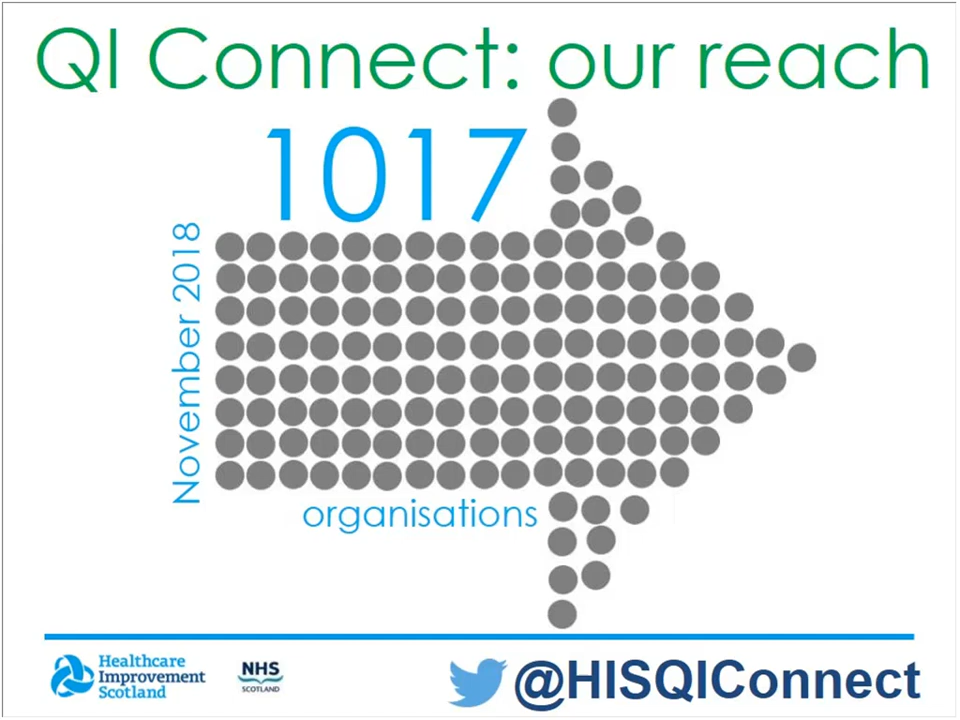 QI Connect: our reach
1017
November 2018
organisations
Healthcare
Improvement
Scotland
NHS
SCOTLAND
@HISQIConnect